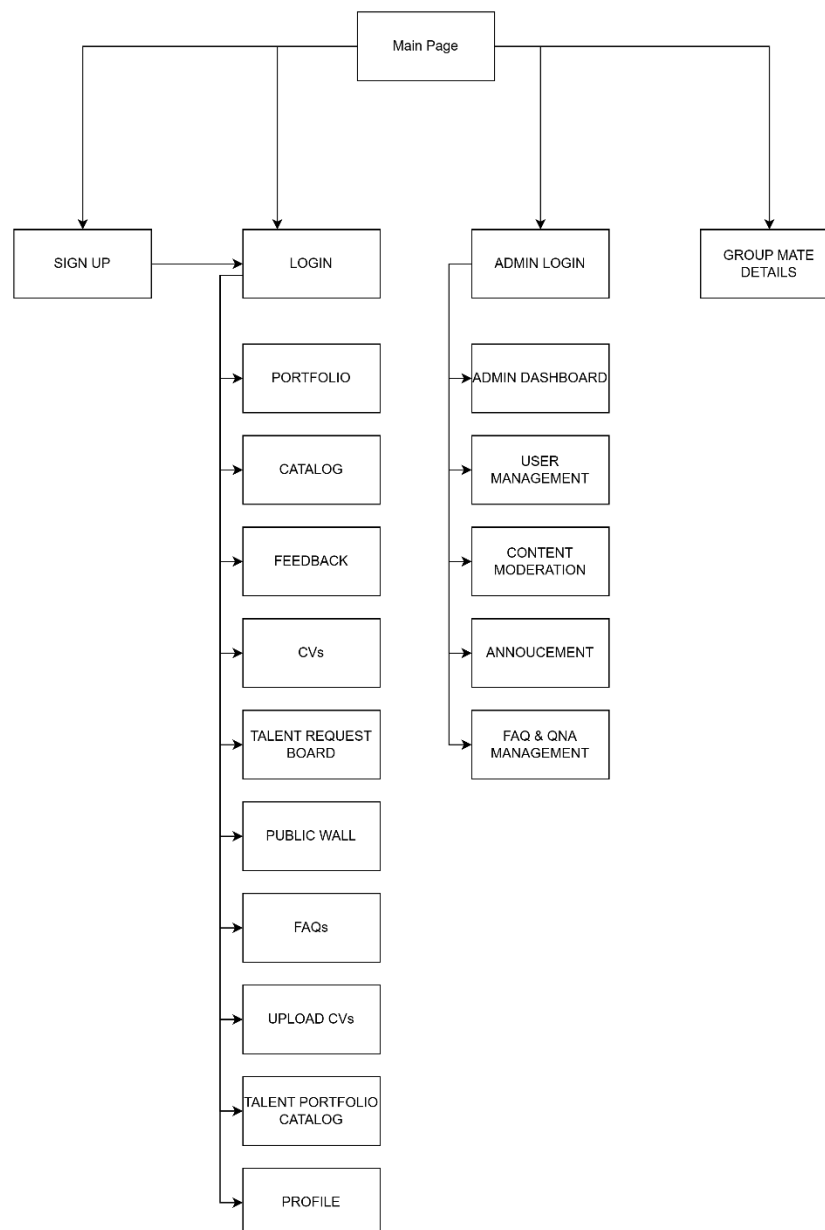 Main Page
SIGN UP
LOGIN
ADMIN LOGIN
GROUP MATE
DETAILS
PORTFOLIO
ADMIN DASHBOARD
CATALOG
USER
MANAGEMENT
FEEDBACK
CONTENT
MODERATION
CVs
ANNOUCEMENT
TALENT REQUEST
BOARD
FAQ & QNA
MANAGEMENT
PUBLIC WALL
FAQs
UPLOAD CVs
TALENT PORTFOLIO
CATALOG
PROFILE